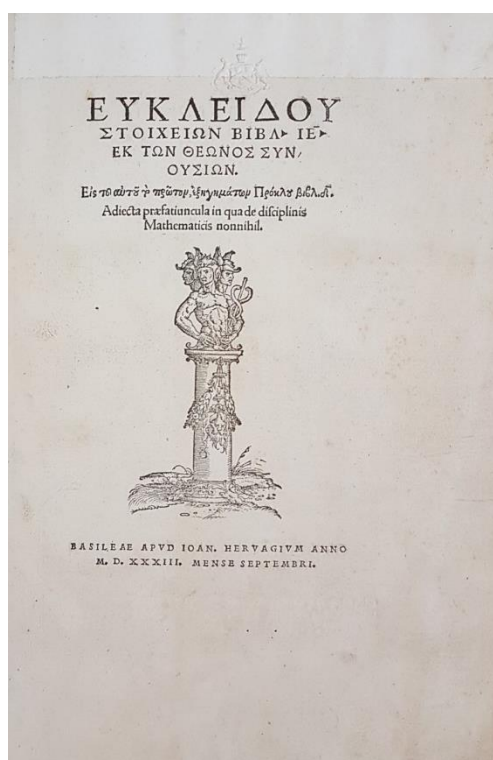 ΕΥΚΛΕΙΔΟΥ
ΣΤΟΙΧΕΙΩΝ ΒΙΒΛ‣ ΙΕ‣
ΕΚ ΤΩΝ ΘΕΩΝΟΣ ΣΥΝ/
ΟΥΣΙΩΝ.
Εἰς τοῦ αὐτοῦ τὸ πρῶτον, ἐξηγημάτων Πρόκλου βιβλ. δ̄.
Adiecta præfatiuncula in qua de disciplinis
Mathematicis nonnihil.
BASILEAE APVD IOAN. HERVAGIVM ANNO
M. D. XXXIII. MENSE SEPTEMBRI.